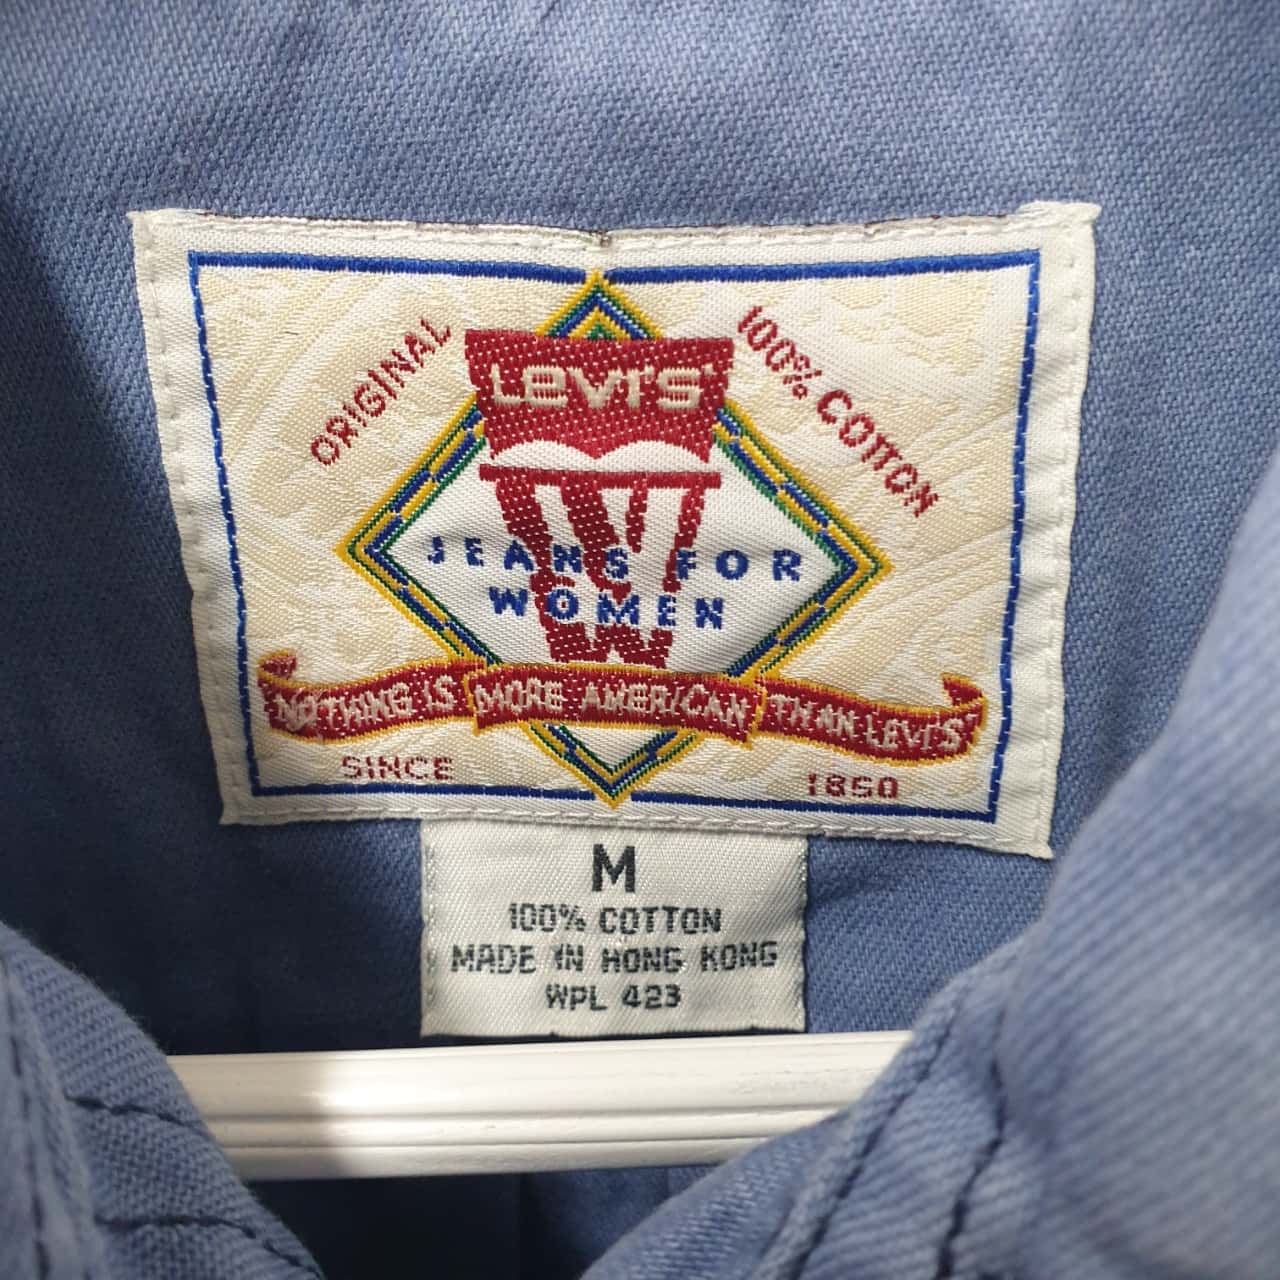 ORIGINAL
100% COTTON
Levi's
JEANS FOR
WOMEN
NOTHING IS MORE AMERICAN THAN LEVI'S
SINCE 1850
M
100% COTTON
MADE IN HONG KONG
WPL 423